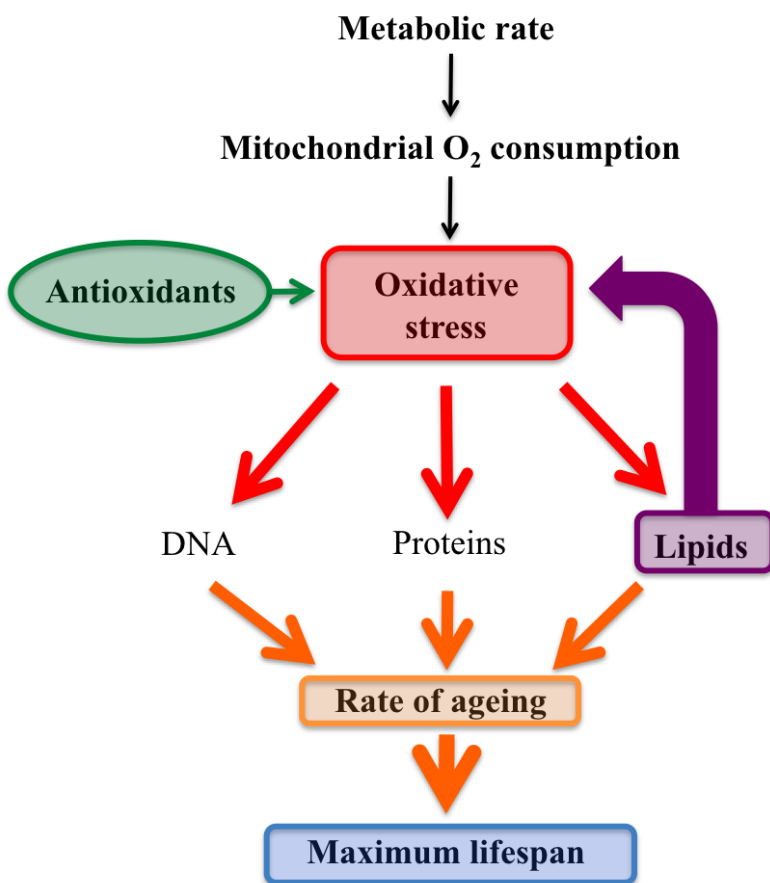 Metabolic rate
Mitochondrial O₂ consumption
Antioxidants
Oxidative
stress
DNA
Proteins
Lipids
Rate of ageing
Maximum lifespan